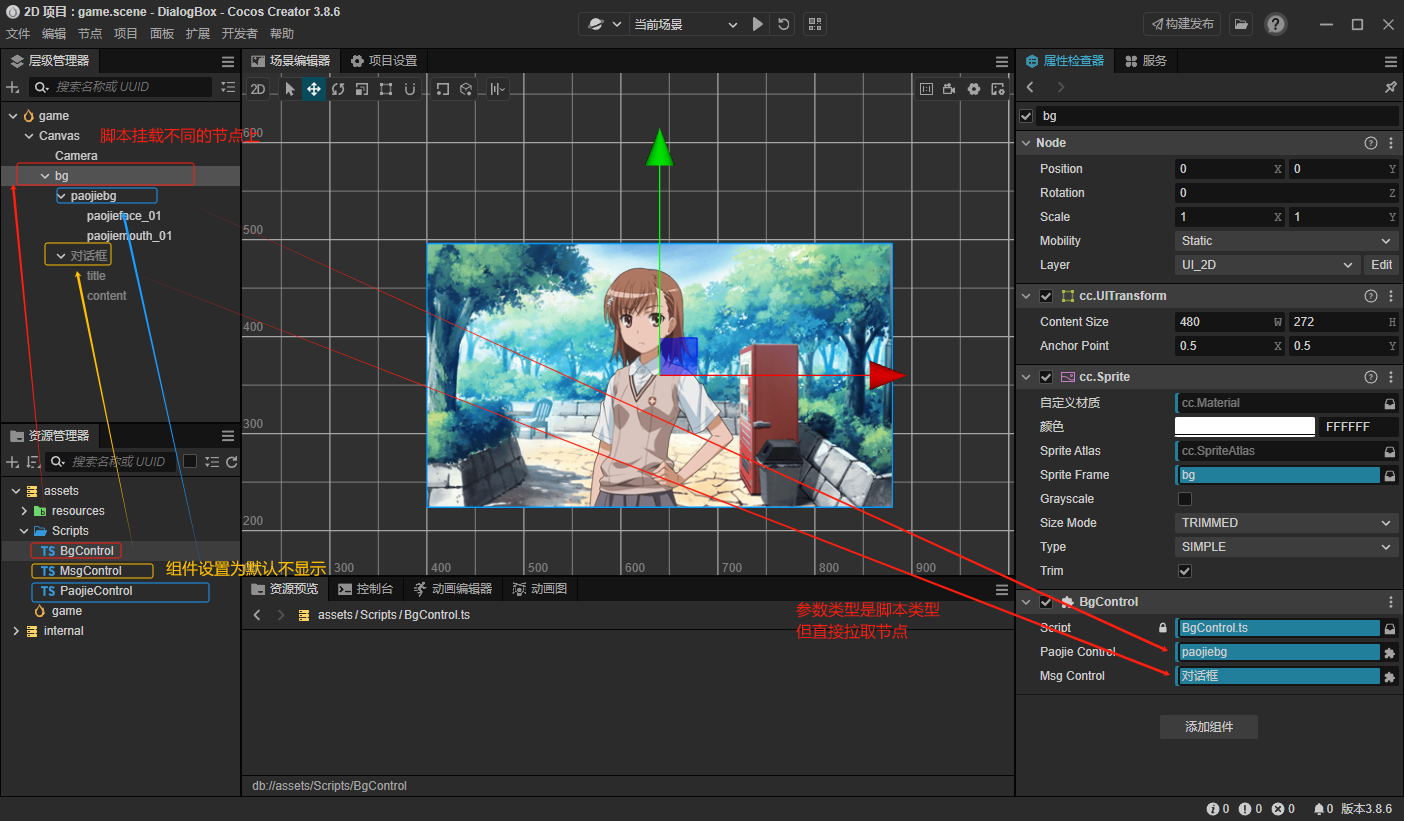 2D 项目 : game.scene - DialogBox - Cocos Creator 3.8.6
文件 编辑 节点 项目 面板 扩展 开发者 帮助
当前场景
构建发布
层级管理器
搜索名称或 UUID
game
Canvas
脚本挂载不同的节点上
Camera
bg
paojiebg
paojieface_01
paojiemouth_01
对话框
title
content
资源管理器
搜索名称或 UUID
assets
resources
Scripts
TS BgControl
TS MsgControl
TS PaojieControl
game
internal
组件设置为默认不显示
场景编辑器 项目设置
2D
600
500
400
300
200
300 400 500 600 700 800 900
资源预览 控制台 动画编辑器 动画图
assets / Scripts / BgControl.ts
参数类型是脚本类型
但直接拉取节点
db://assets/Scripts/BgControl
属性检查器 服务
bg
Node
Position 0 X 0 Y
Rotation 0 Z
Scale 1 X 1 Y
Mobility Static
Layer UI_2D Edit
cc.UITransform
Content Size 480 W 272 H
Anchor Point 0.5 X 0.5 Y
cc.Sprite
自定义材质 cc.Material
颜色 FFFFFF
Sprite Atlas cc.SpriteAtlas
Sprite Frame bg
Grayscale
Size Mode TRIMMED
Type SIMPLE
Trim
BgControl
Script BgControl.ts
Paojie Control paojiebg
Msg Control 对话框
添加组件
0 0 0 0 版本3.8.6